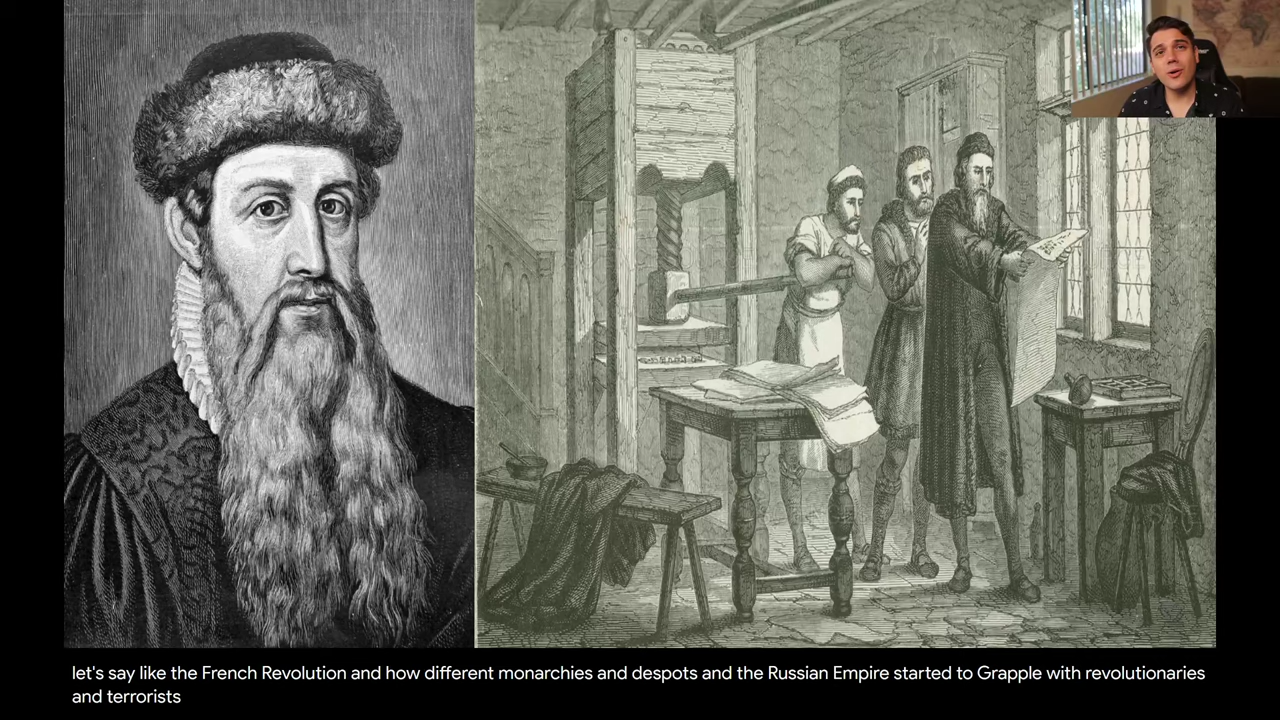 let's say like the French Revolution and how different monarchies and despots and the Russian Empire started to Grapple with revolutionaries
and terrorists